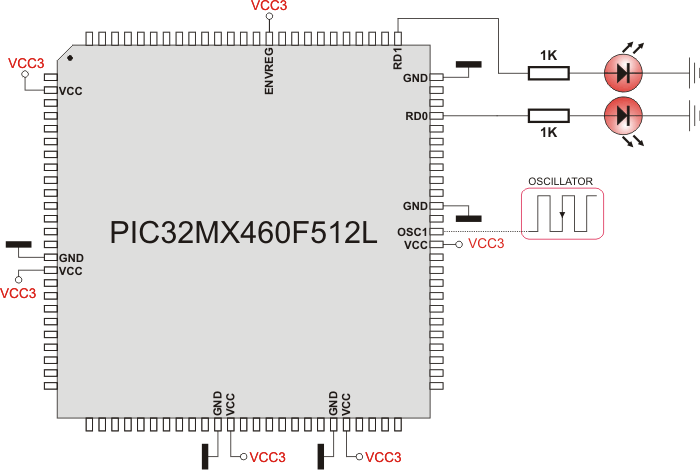 VCC3
RD1
ENVREG
1K
VCC3
GND
VCC
RD0
1K
OSCILLATOR
GND
PIC32MX460F512L
OSC1
VCC
VCC3
GND
VCC
VCC3
GND
VCC
GND
VCC
VCC3
VCC3